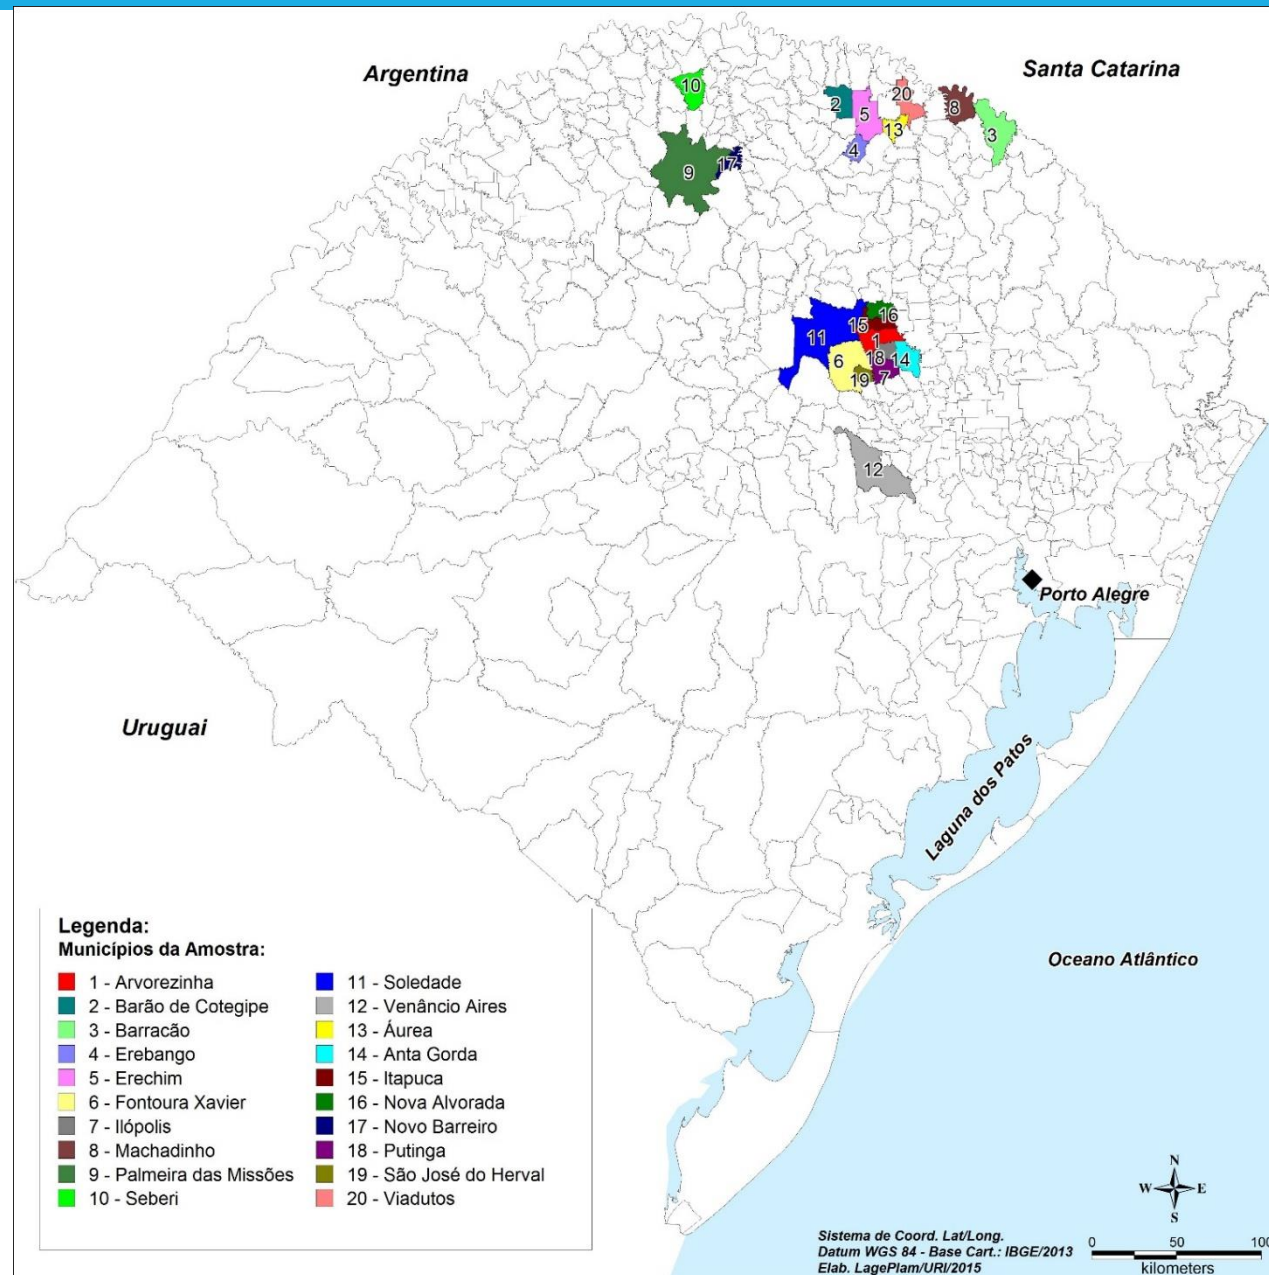 Argentina
Santa Catarina
10
20
2
5
8
13
3
4
17
9
16
15
11
1
6
18
14
7
19
12
Porto Alegre
Uruguai
Laguna dos Patos
Oceano Atlântico
Legenda:
Municípios da Amostra:
1 - Arvorezinha
2 - Barão de Cotegipe
3 - Barracão
4 - Erebango
5 - Erechim
6 - Fontoura Xavier
7 - Ilópolis
8 - Machadinho
9 - Palmeira das Missões
10 - Seberi
11 - Soledade
12 - Venâncio Aires
13 - Áurea
14 - Anta Gorda
15 - Itapuca
16 - Nova Alvorada
17 - Novo Barreiro
18 - Putinga
19 - São José do Herval
20 - Viadutos
N
W E
S
Sistema de Coord. Lat/Long.
Datum WGS 84 - Base Cart.: IBGE/2013
Elab. LagePlam/URI/2015
0 50 100
kilometers